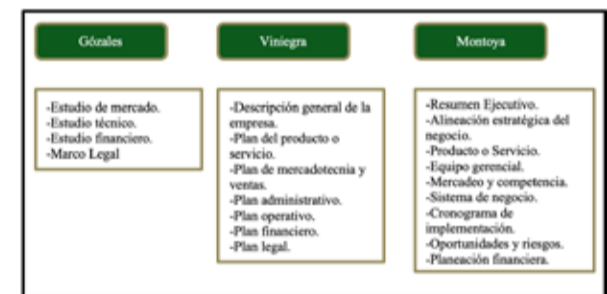 Gózales
-Estudio de mercado.
-Estudio técnico.
-Estudio financiero.
-Marco Legal
Viniegra
-Descripción general de la
empresa.
-Plan del producto o
servicio.
-Plan de mercadotecnia y
ventas.
-Plan administrativo.
-Plan operativo.
-Plan financiero.
-Plan legal.
Montoya
-Resumen Ejecutivo.
-Alineación estratégica del
negocio.
-Producto o Servicio.
-Equipo gerencial.
-Mercadeo y competencia.
-Sistema de negocio.
-Cronograma de
implementación.
-Oportunidades y riesgos.
-Planeación financiera.